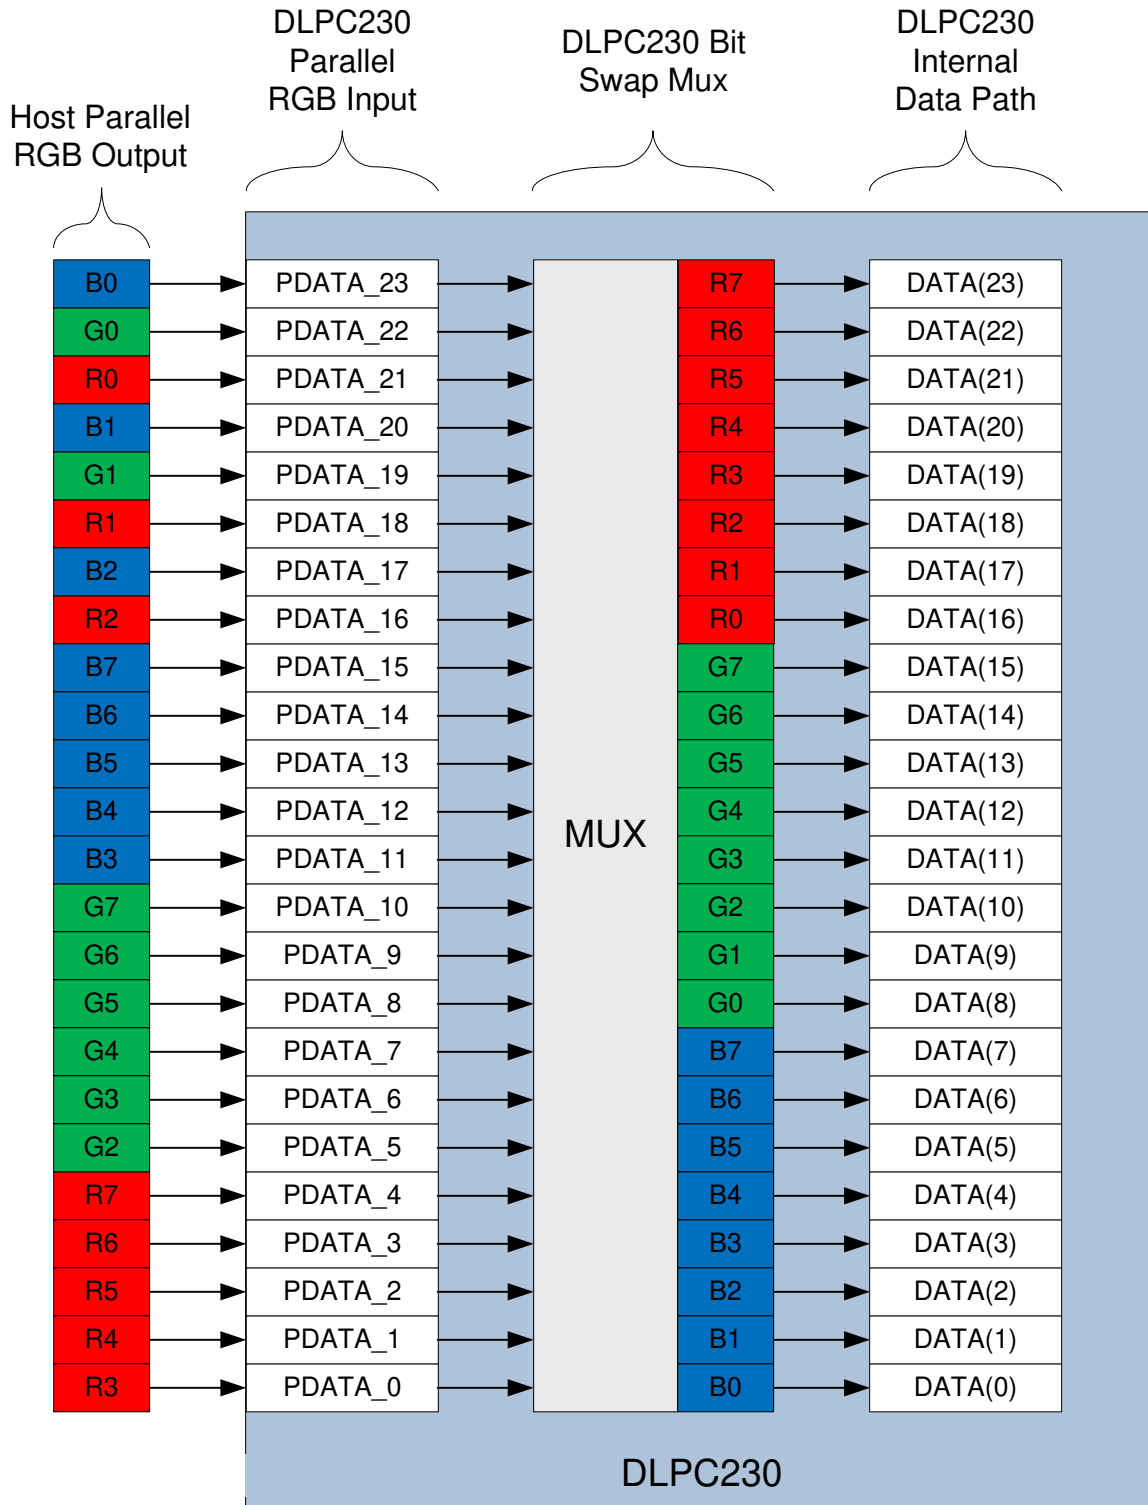 DLPC230
Parallel
RGB Input
DLPC230 Bit
Swap Mux
DLPC230
Internal
Data Path
Host Parallel
RGB Output
B0 PDATA_23 R7 DATA(23)
G0 PDATA_22 R6 DATA(22)
R0 PDATA_21 R5 DATA(21)
B1 PDATA_20 R4 DATA(20)
G1 PDATA_19 R3 DATA(19)
R1 PDATA_18 R2 DATA(18)
B2 PDATA_17 R1 DATA(17)
R2 PDATA_16 R0 DATA(16)
B7 PDATA_15 G7 DATA(15)
B6 PDATA_14 G6 DATA(14)
B5 PDATA_13 G5 DATA(13)
B4 PDATA_12 G4 DATA(12)
MUX
B3 PDATA_11 G3 DATA(11)
G7 PDATA_10 G2 DATA(10)
G6 PDATA_9 G1 DATA(9)
G5 PDATA_8 G0 DATA(8)
G4 PDATA_7 B7 DATA(7)
G3 PDATA_6 B6 DATA(6)
G2 PDATA_5 B5 DATA(5)
R7 PDATA_4 B4 DATA(4)
R6 PDATA_3 B3 DATA(3)
R5 PDATA_2 B2 DATA(2)
R4 PDATA_1 B1 DATA(1)
R3 PDATA_0 B0 DATA(0)
DLPC230